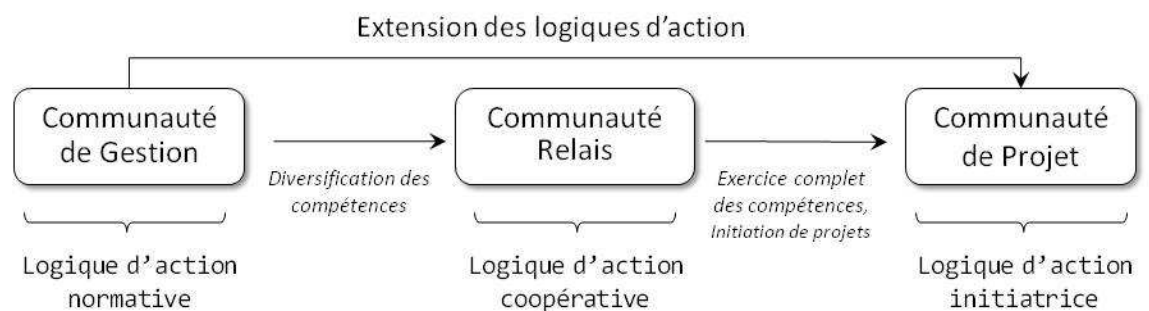 Extension des logiques d’action
Communauté
de Gestion
Communauté
Relais
Communauté
de Projet
Diversification des
compétences
Exercice complet
des compétences,
Initiation de projets
Logique d’action
normative
Logique d’action
coopérative
Logique d’action
initiatrice